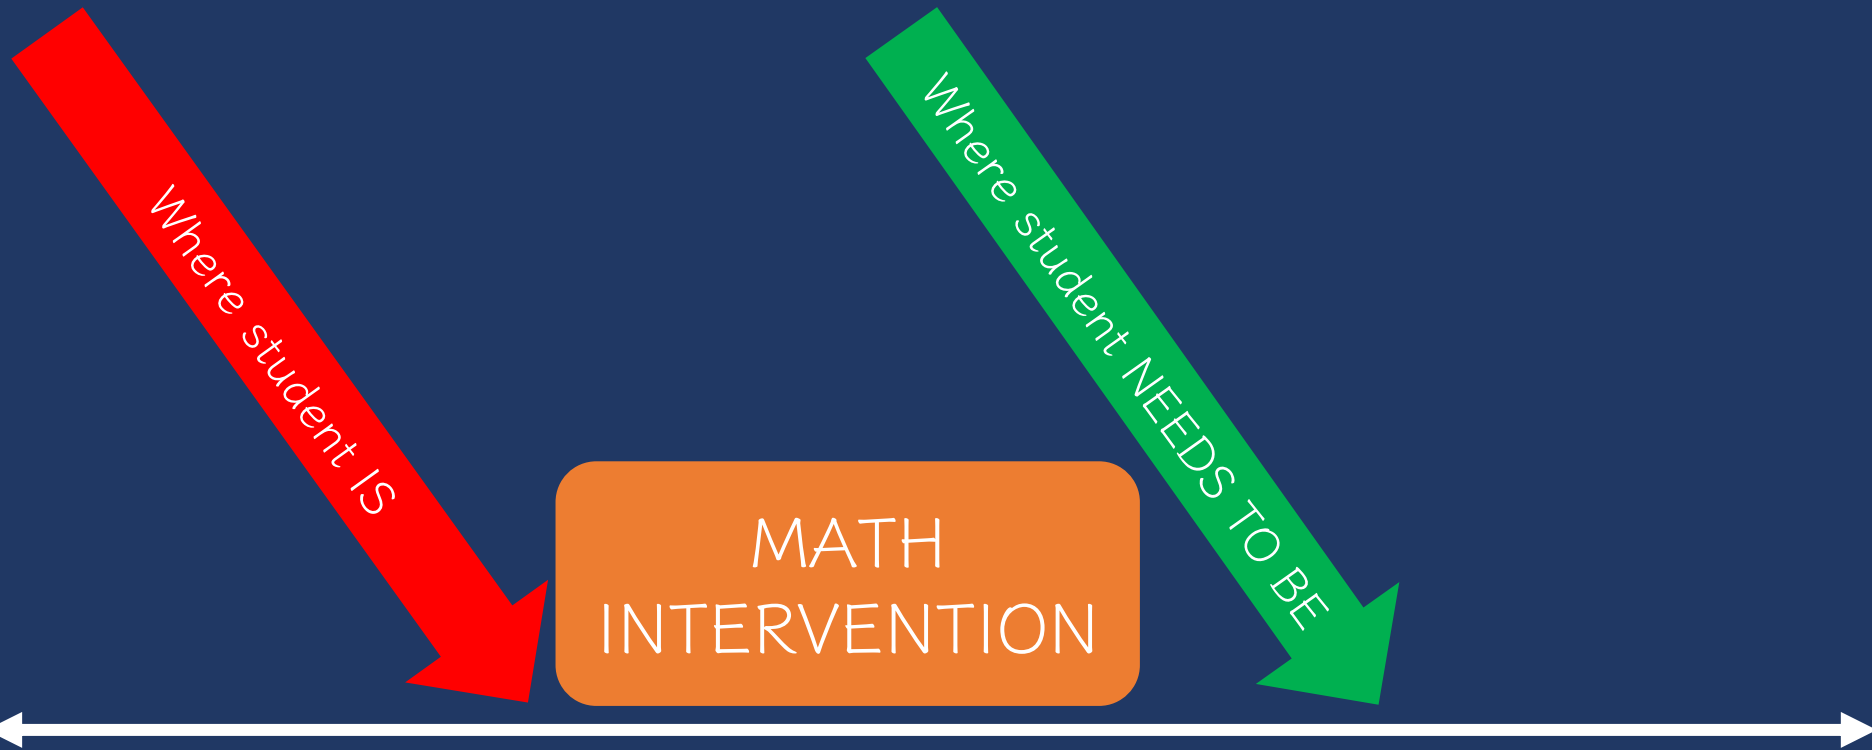 Where student IS
MATH
INTERVENTION
Where student NEEDS TO BE